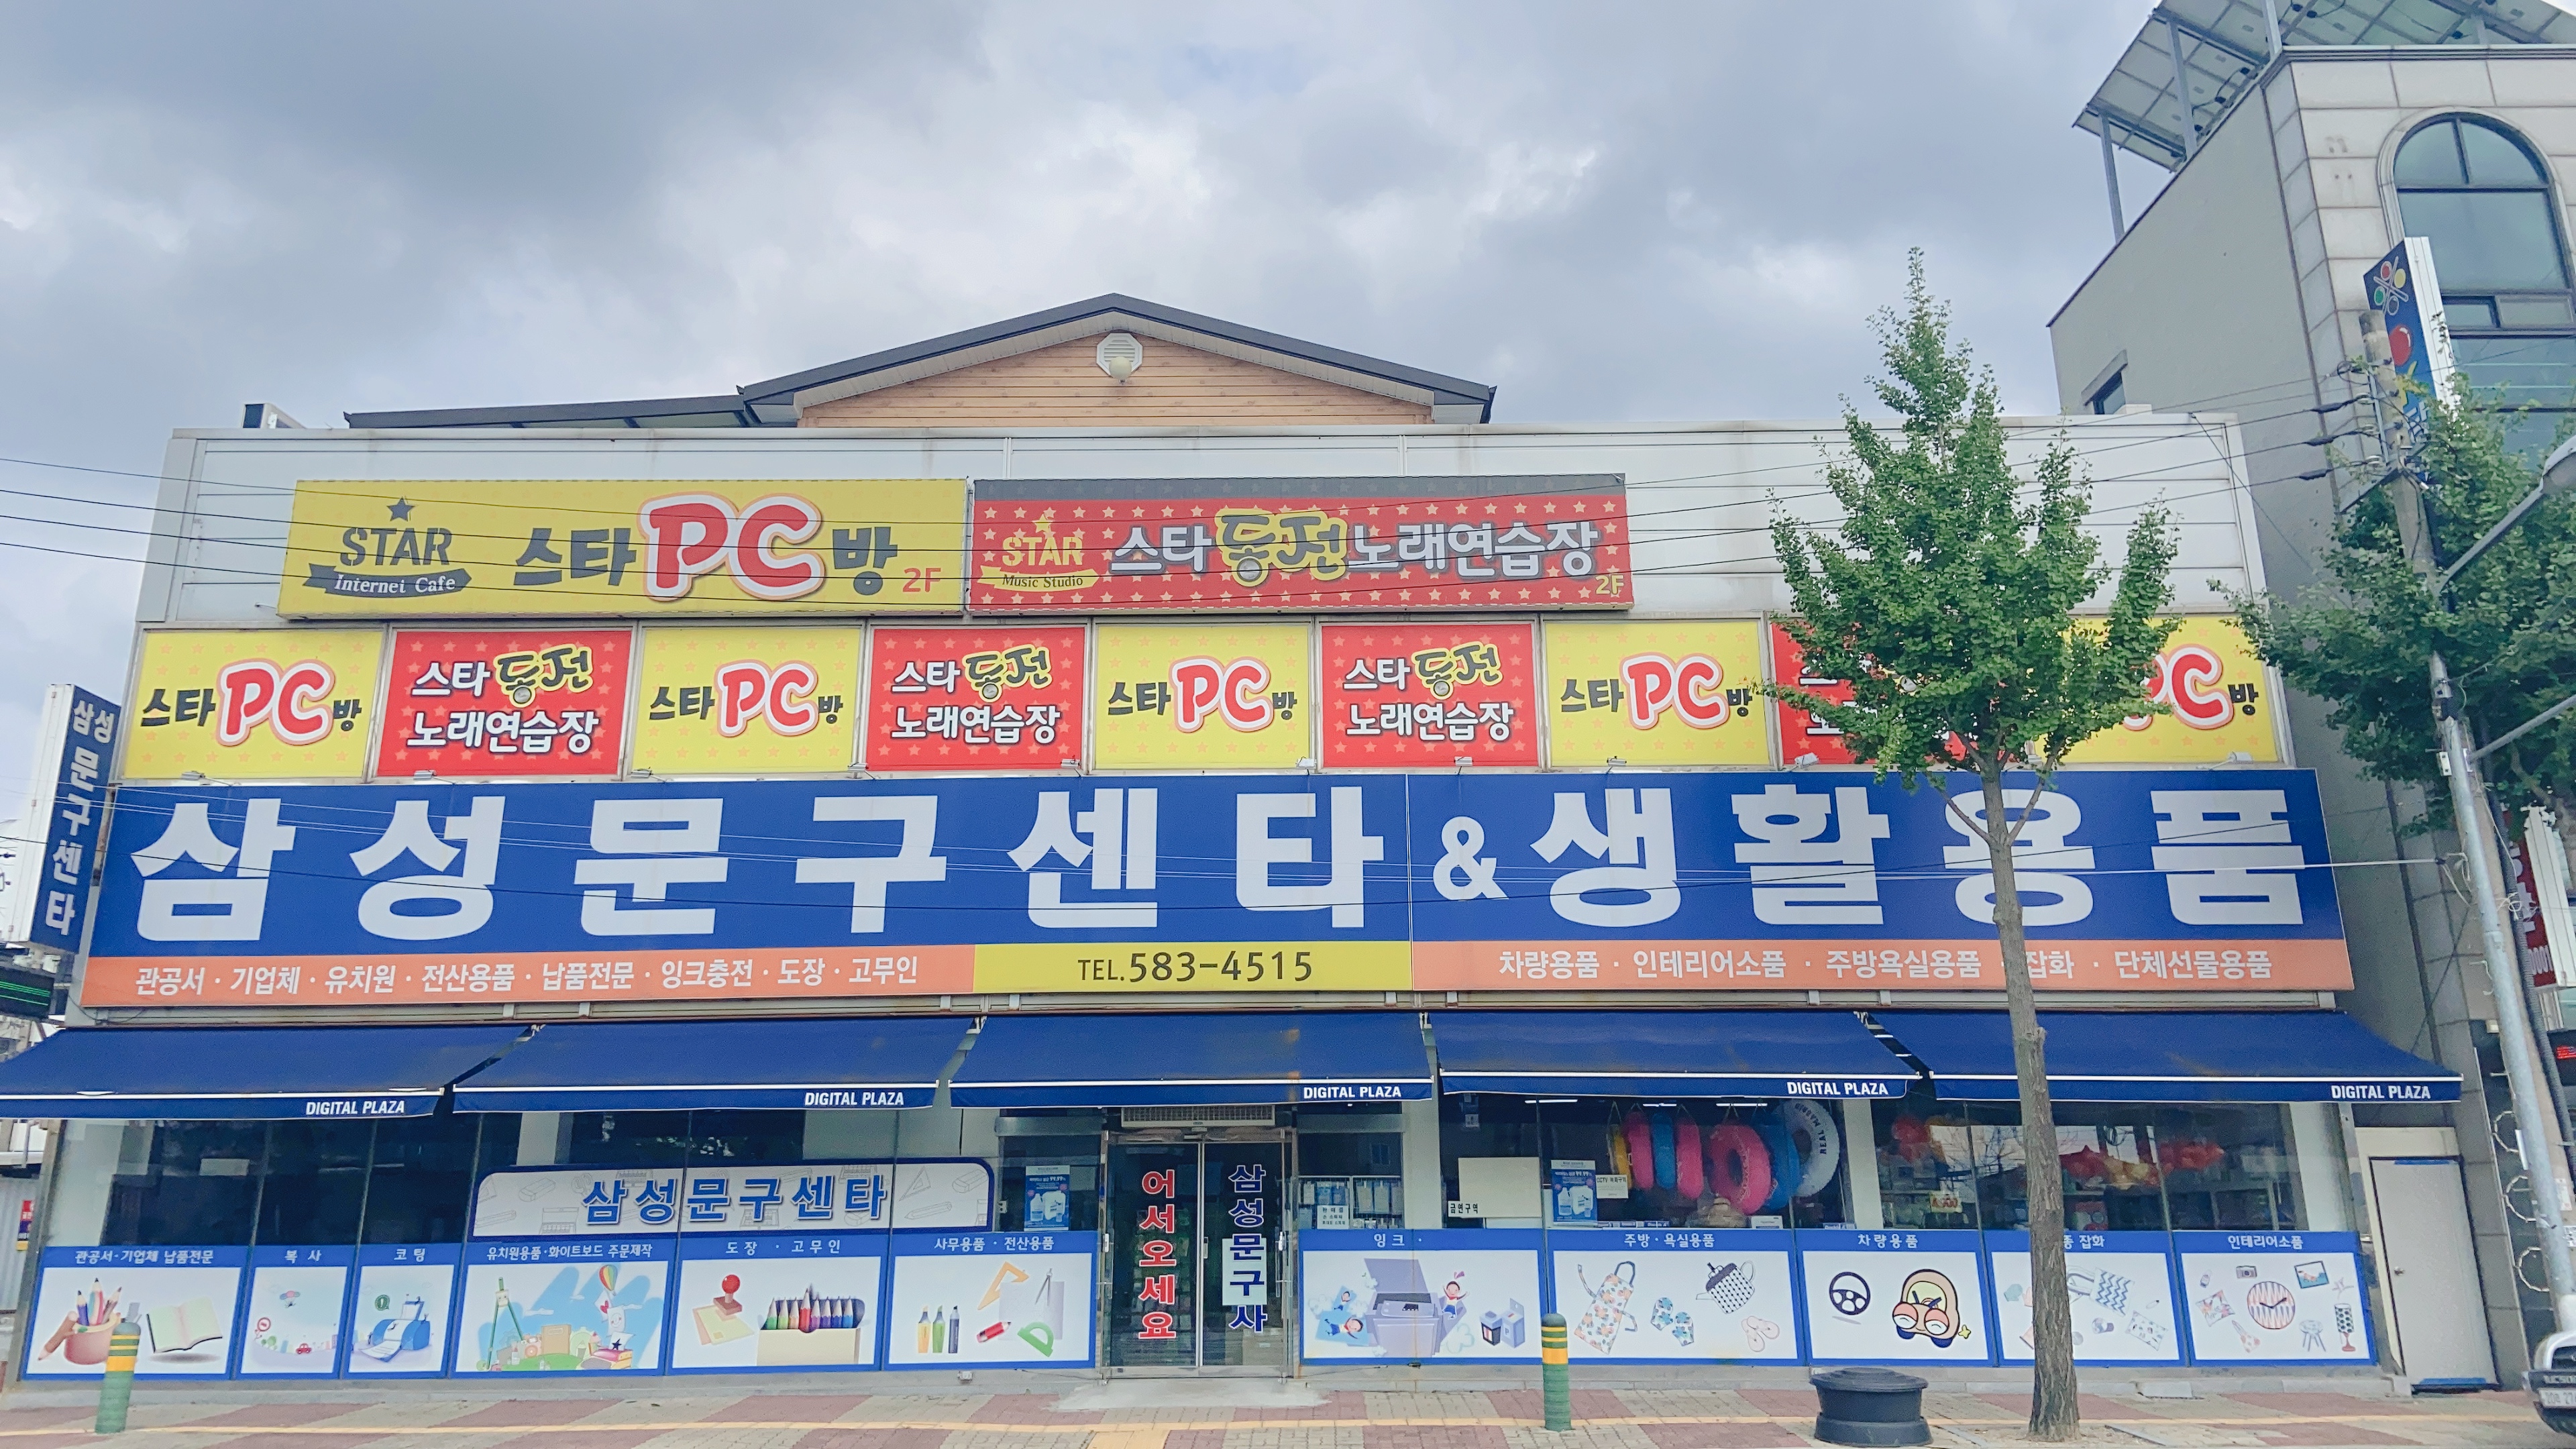 STAR
Internet Cafe
스타PC방 2F
STAR
Music Studio
스타동전노래연습장 2F
스타PC방
스타동전
노래연습장
스타PC방
스타동전
노래연습장
스타PC방
스타동전
노래연습장
스타PC방
PC방
삼성문구센타
삼성문구센타&생활용품
관공서 · 기업체 · 유치원 · 전산용품 · 납품전문 · 잉크충전 · 도장 · 고무인
TEL.583-4515
차량용품 · 인테리어소품 · 주방욕실용품 잡화 · 단체선물용품
DIGITAL PLAZA
DIGITAL PLAZA
DIGITAL PLAZA
DIGITAL PLAZA
DIGITAL PLAZA
삼성문구센타
어서오세요
삼성문구사
금연구역
관공서·기업체 납품전문
복 사
코 팅
유치원용품·화이트보드 주문제작
도 장 · 고 무 인
사무용품 · 전산용품
잉 크 ·
주방 · 욕실용품
차 량 용 품
잡화
인테리어소품